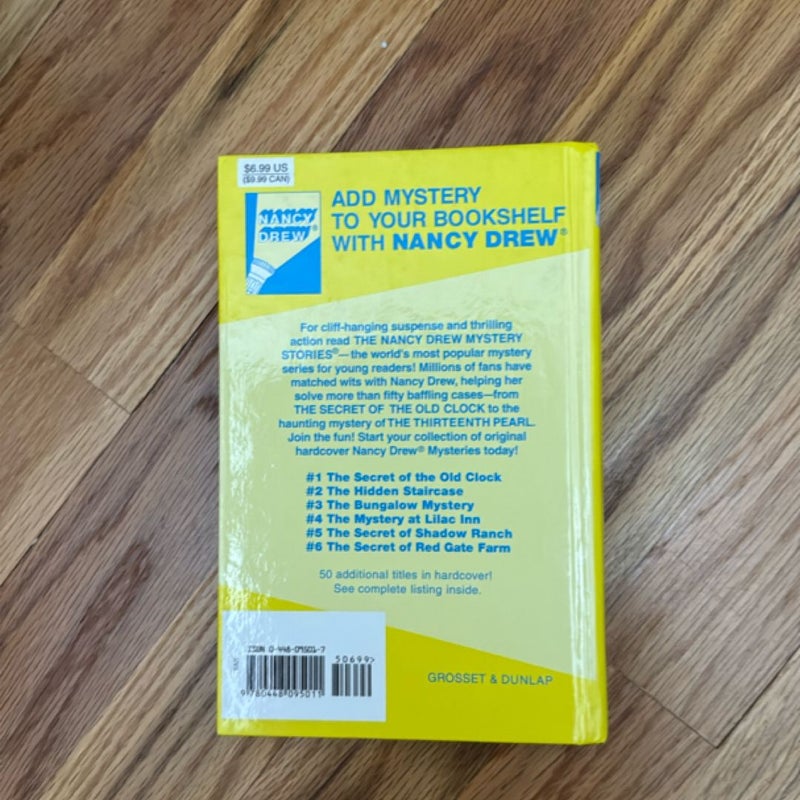 $6.99 US
($9.99 CAN)
NANCY
DREW®
ADD MYSTERY
TO YOUR BOOKSHELF
WITH NANCY DREW®
For cliff-hanging suspense and thrilling
action read THE NANCY DREW MYSTERY
STORIES®—the world's most popular mystery
series for young readers! Millions of fans have
matched wits with Nancy Drew, helping her
solve more than fifty baffling cases—from
THE SECRET OF THE OLD CLOCK to the
haunting mystery of THE THIRTEENTH PEARL.
Join the fun! Start your collection of original
hardcover Nancy Drew® Mysteries today!
#1 The Secret of the Old Clock
#2 The Hidden Staircase
#3 The Bungalow Mystery
#4 The Mystery at Lilac Inn
#5 The Secret of Shadow Ranch
#6 The Secret of Red Gate Farm
50 additional titles in hardcover!
See complete listing inside.
ISBN 0-448-09501-7
50699>
9 780448 095011
GROSSET & DUNLAP